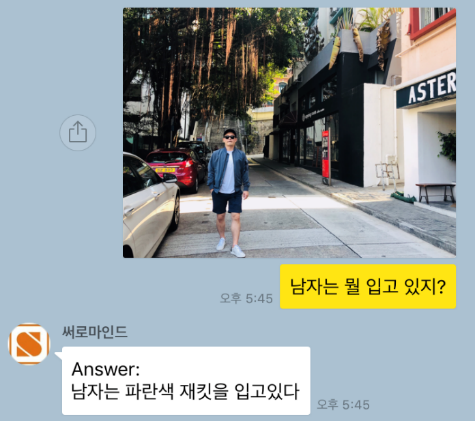 ASTER
남자는 뭘 입고 있지?
오후 5:45
써로마인드
Answer:
남자는 파란색 재킷을 입고있다
오후 5:45